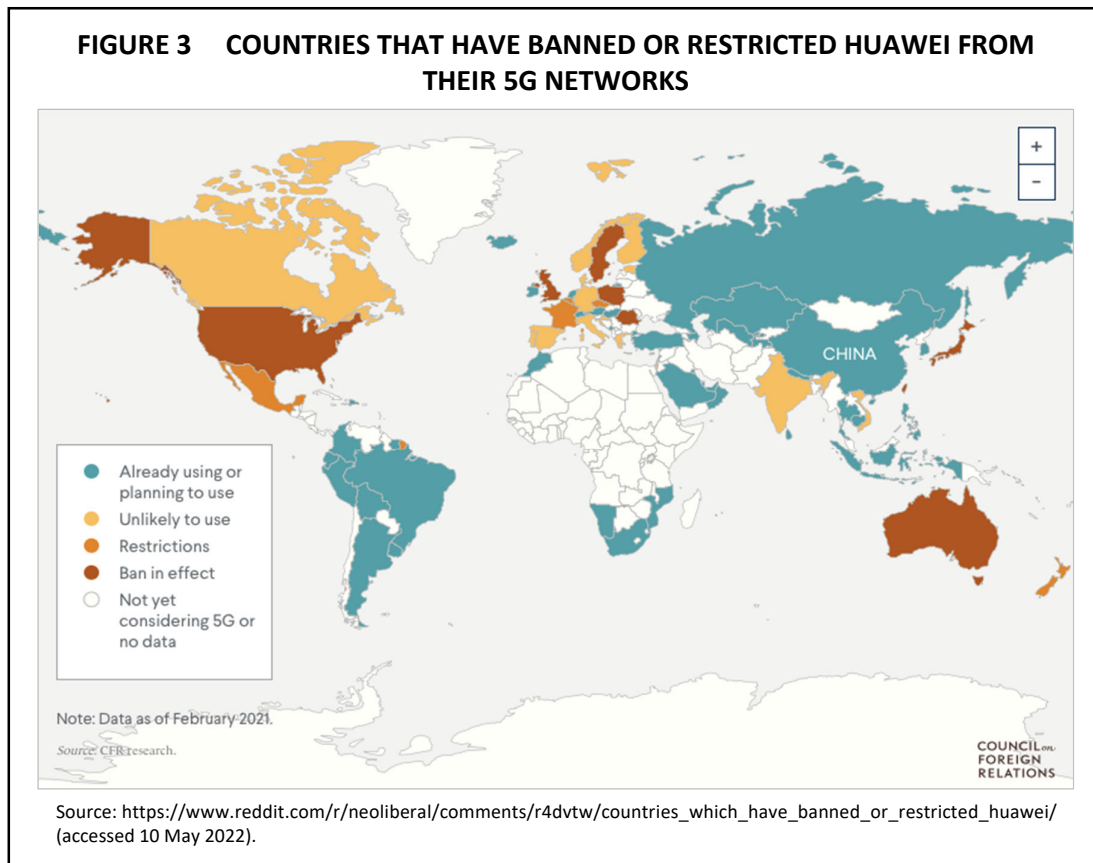 FIGURE 3 COUNTRIES THAT HAVE BANNED OR RESTRICTED HUAWEI FROM
THEIR 5G NETWORKS
+
−
CHINA
Already using or
planning to use
Unlikely to use
Restrictions
Ban in effect
Not yet
considering 5G or
no data
Note: Data as of February 2021.
Source: CFR research.
COUNCIL on
FOREIGN
RELATIONS
Source: https://www.reddit.com/r/neoliberal/comments/r4dvtw/countries_which_have_banned_or_restricted_huawei/
(accessed 10 May 2022).